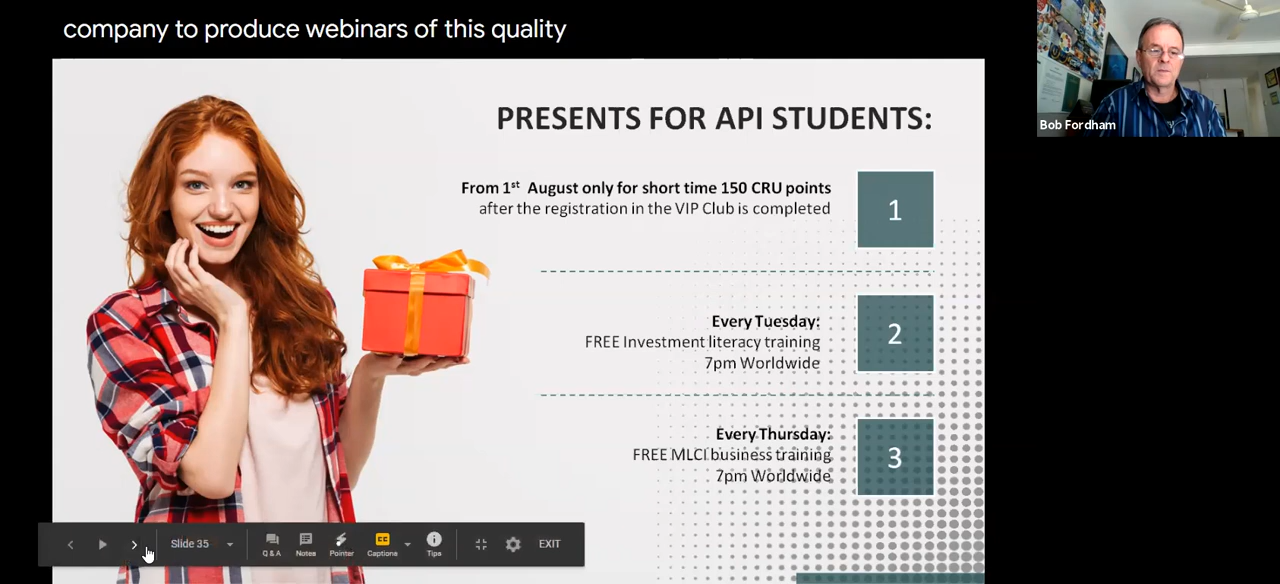 company to produce webinars of this quality
Bob Fordham
PRESENTS FOR API STUDENTS:
From 1st August only for short time 150 CRU points
after the registration in the VIP Club is completed
1
Every Tuesday:
FREE Investment literacy training
7pm Worldwide
2
Every Thursday:
FREE MLCI business training
7pm Worldwide
3
Slide 35
Q & A
Notes
Pointer
Captions
CC
Tips
EXIT